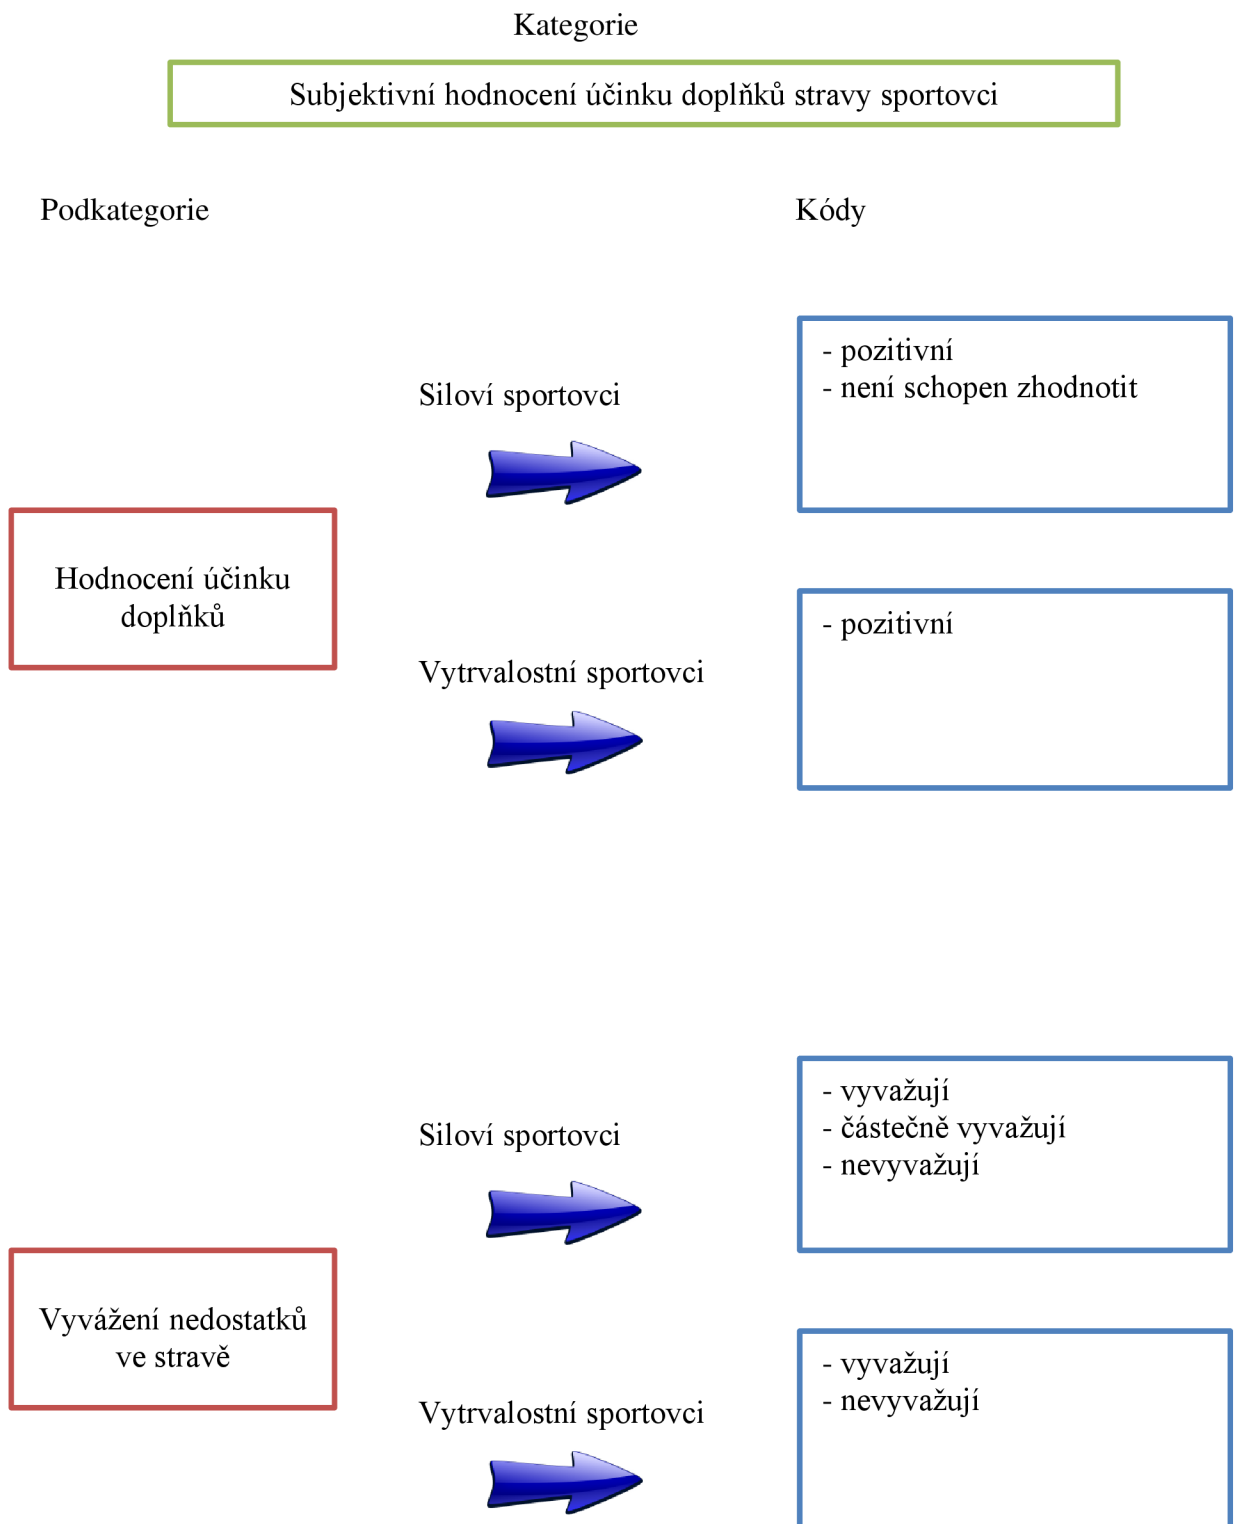 Kategorie
Subjektivní hodnocení účinku doplňků stravy sportovci
Podkategorie
Kódy
Siloví sportovci
- pozitivní
- není schopen zhodnotit
Hodnocení účinku
doplňků
Vytrvalostní sportovci
- pozitivní
Siloví sportovci
- vyvažují
- částečně vyvažují
- nevyvažují
Vyvážení nedostatků
ve stravě
Vytrvalostní sportovci
- vyvažují
- nevyvažují